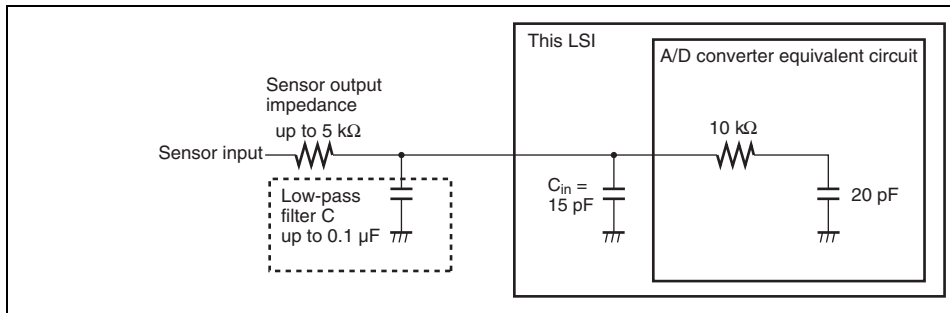 This LSI
A/D converter equivalent circuit
Sensor output
impedance
up to 5 kΩ
10 kΩ
Sensor input
Low-pass
filter C
up to 0.1 µF
Cin =
15 pF
20 pF